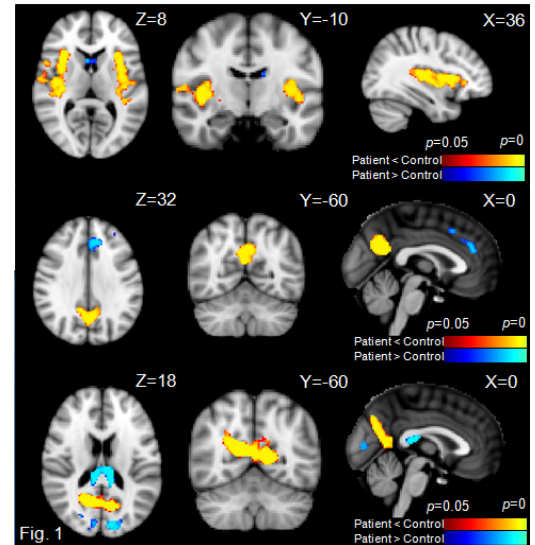 Z=8 Y=-10 X=36
p=0.05 p=0
Patient < Control
Patient > Control
Z=32 Y=-60 X=0
p=0.05 p=0
Patient < Control
Patient > Control
Z=18 Y=-60 X=0
p=0.05 p=0
Patient < Control
Patient > Control
Fig. 1